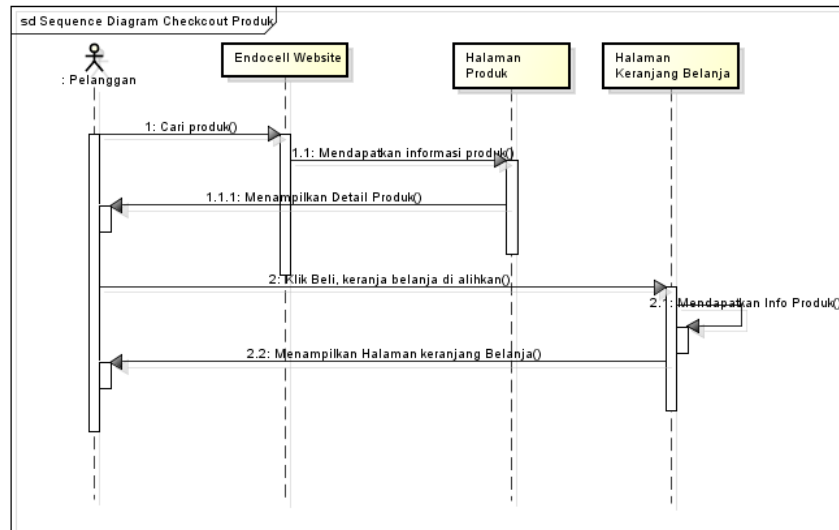 sd Sequence Diagram Checkcout Produk
: Pelanggan
Endocell Website
Halaman
Produk
Halaman
Keranjang Belanja
1: Cari produk()
1.1: Mendapatkan informasi produk()
1.1.1: Menampilkan Detail Produk()
2: Klik Beli, keranja belanja di alihkan()
2.1: Mendapatkan Info Produk()
2.2: Menampilkan Halaman keranjang Belanja()